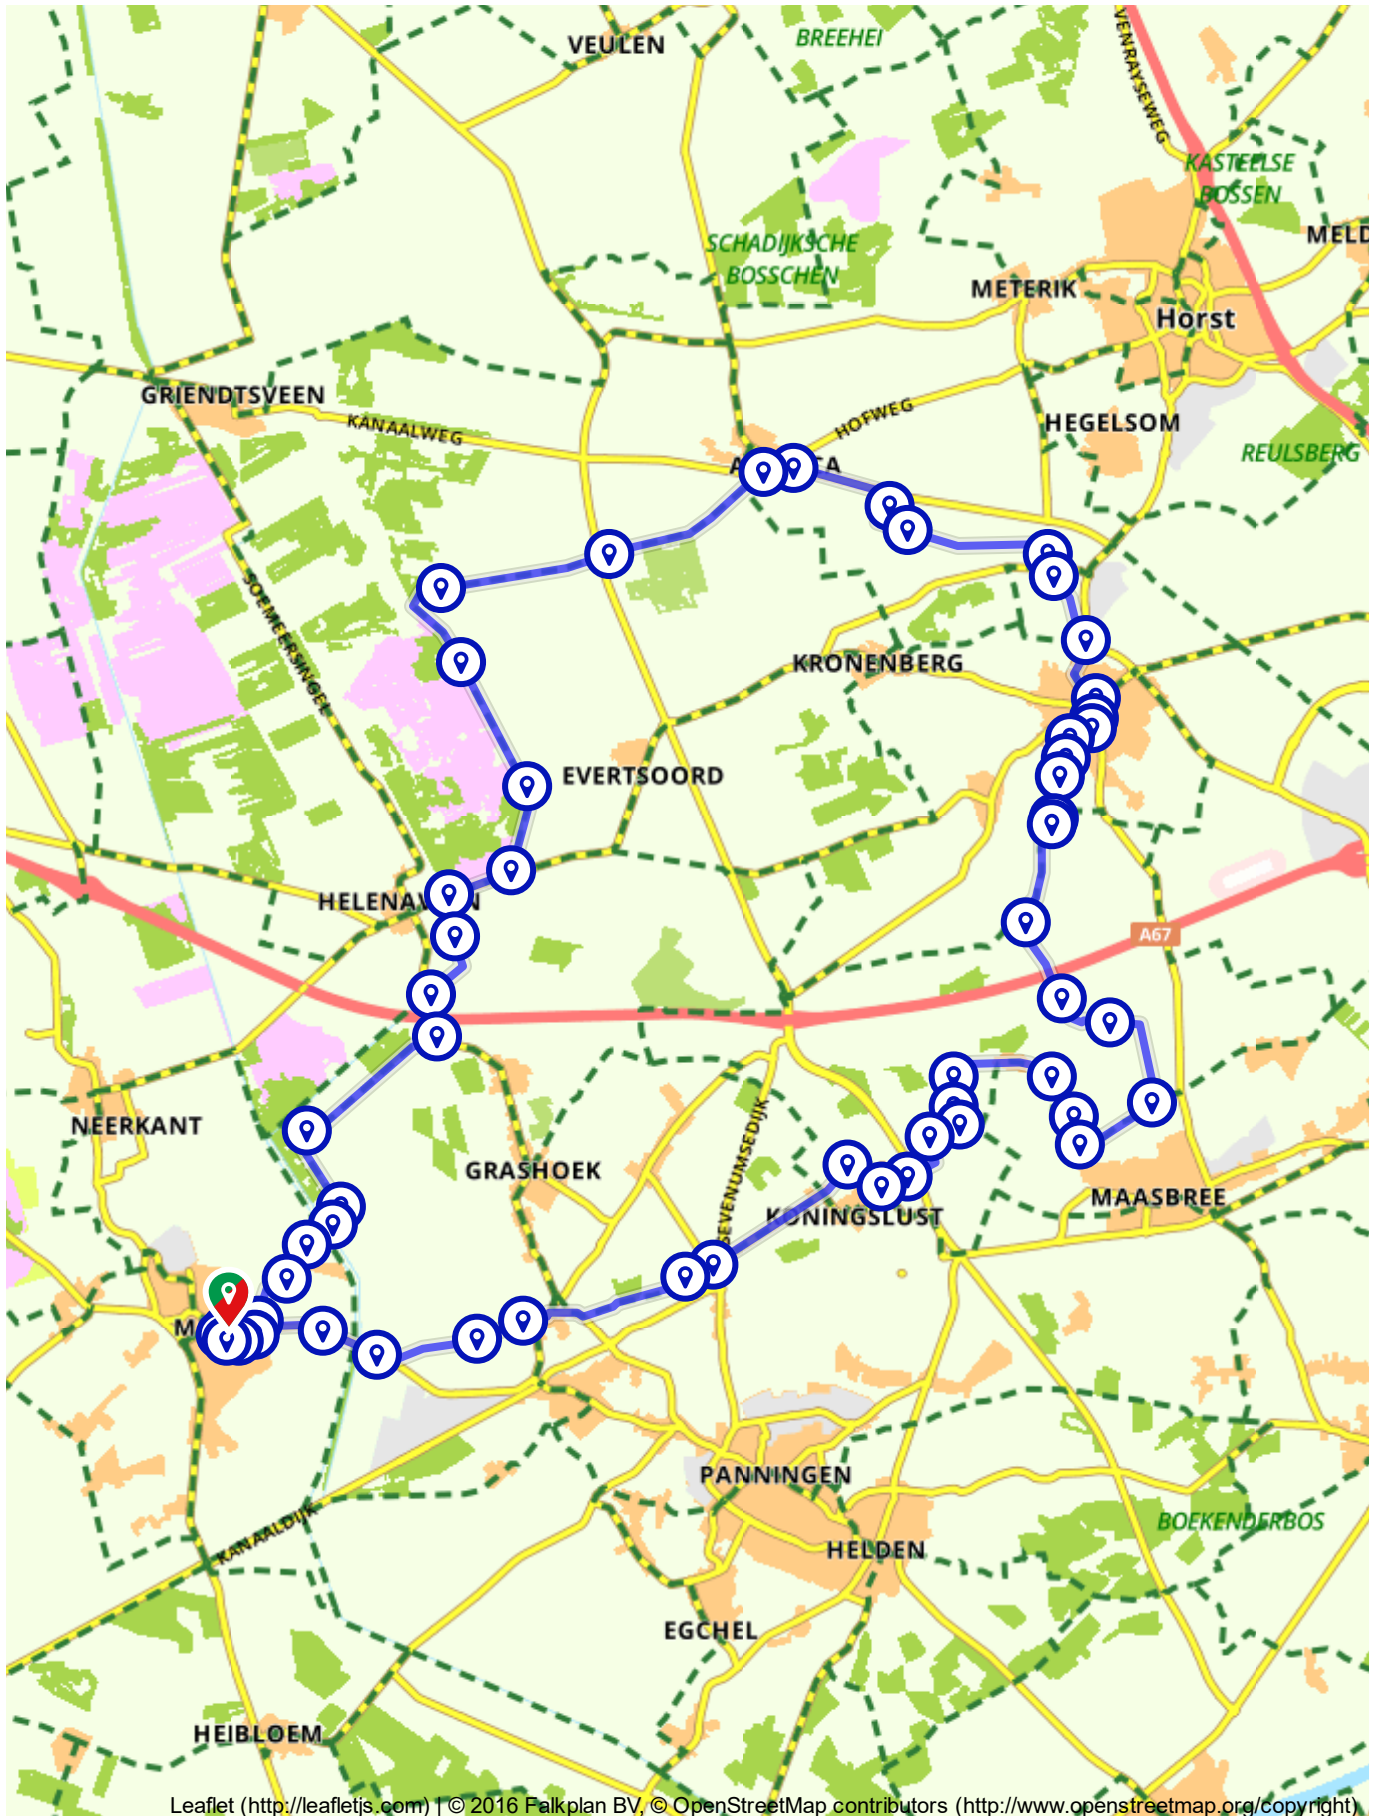 VEULEN
BREEHEI
VENRAYSEWEG
KASTEELSE
BOSSEN
MELD
SCHADIJKSCHE
BOSSCHEN
METERIK
Horst
GRIENDTSVEEN
KANAALWEG
HOFWEG
HEGELSOM
REULSBERG
SOEMEERSINGEL
KRONENBERG
EVERTSOORD
HELENAV
A67
NEERKANT
GRASHOEK
SEVENUMSEDIJK
KONINGSLUST
MAASBREE
M
PANNINGEN
KANAALDIJK
BOEKENDERBOS
HELDEN
EGCHEL
HEIBLOEM
Leaflet (http://leafletjs.com) | © 2016 Falkplan BV, © OpenStreetMap contributors (http://www.openstreetmap.org/copyright)